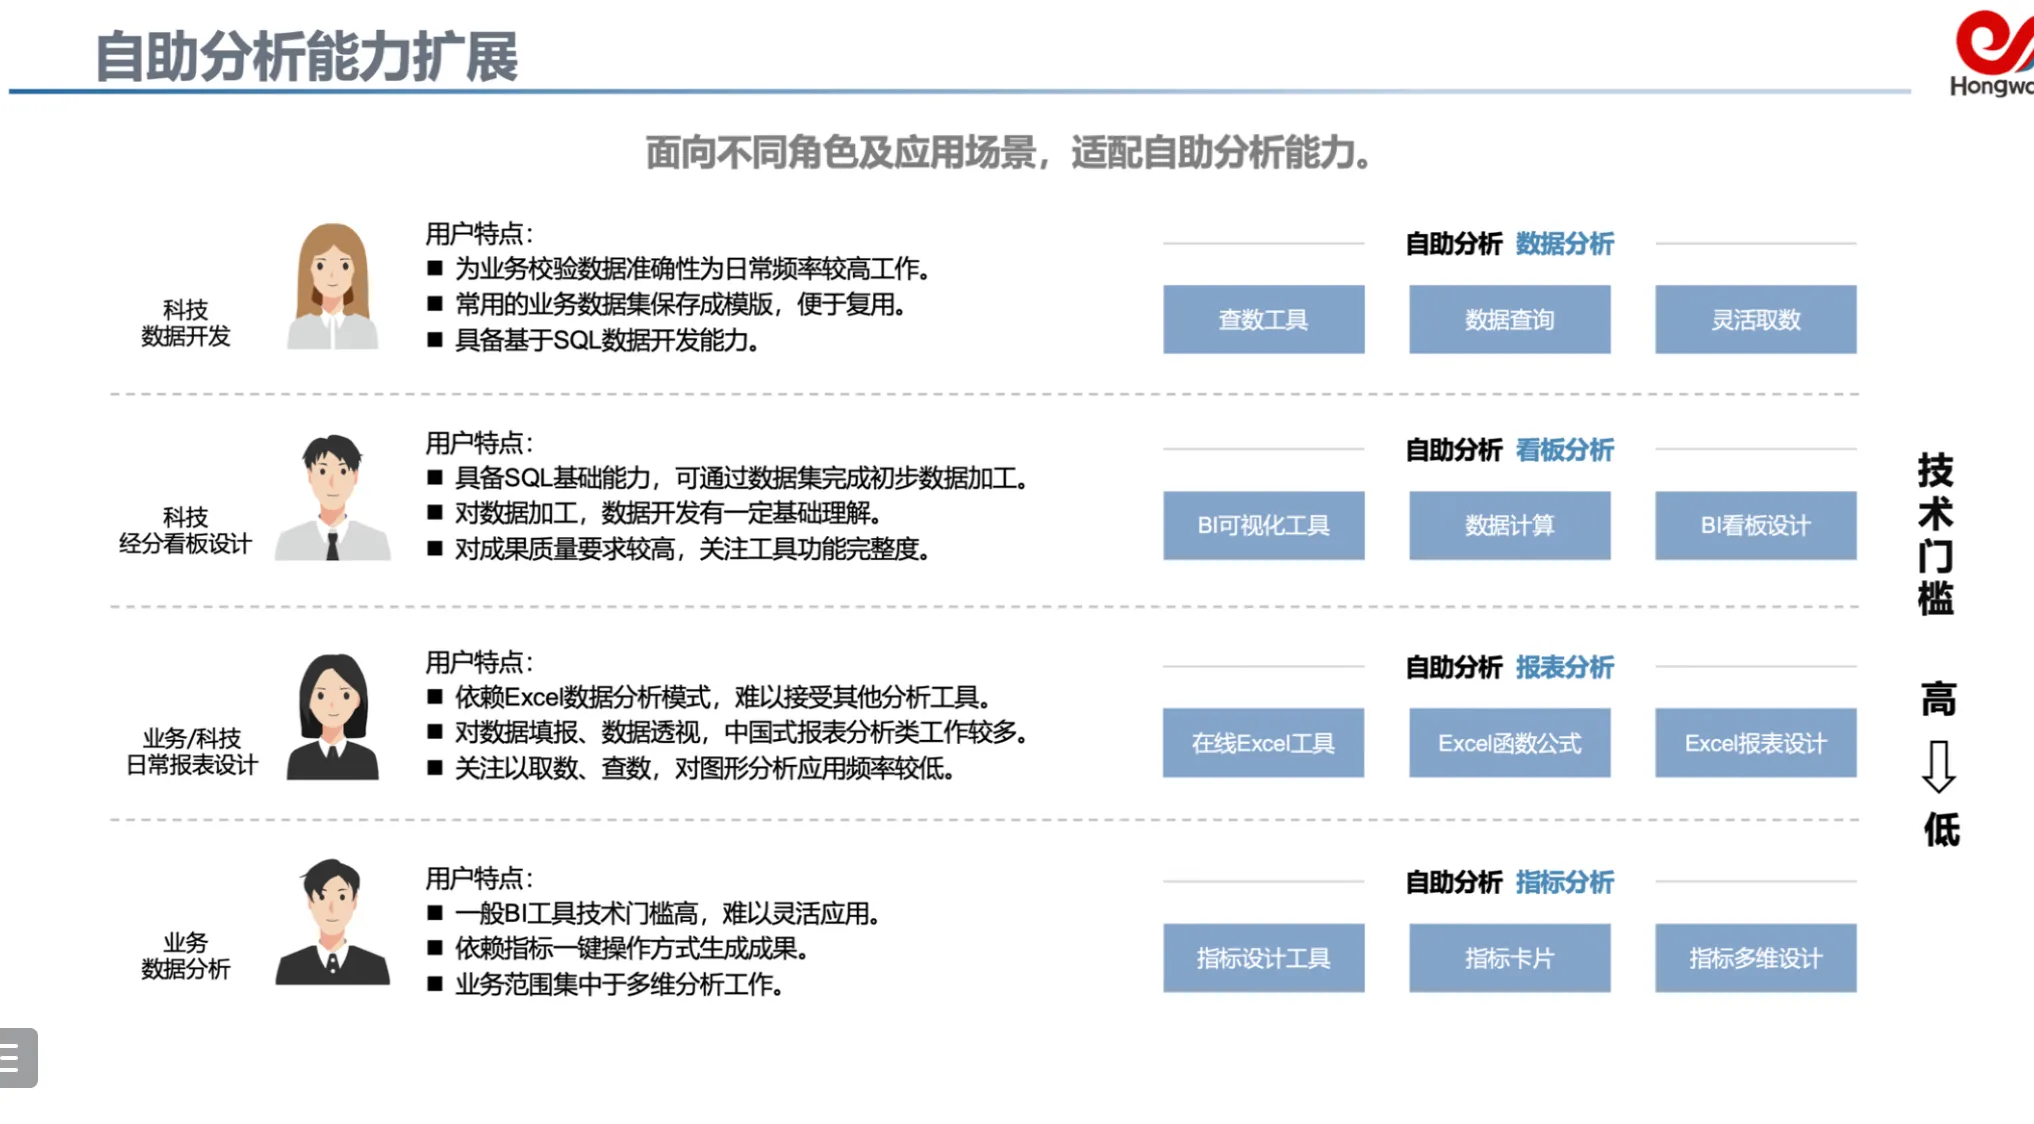 自助分析能力扩展
面向不同角色及应用场景，适配自助分析能力。
科技
数据开发
用户特点：
■ 为业务校验数据准确性为日常频率较高工作。
■ 常用的业务数据集保存成模版，便于复用。
■ 具备基于SQL数据开发能力。
自助分析 数据分析
查数工具 数据查询 灵活取数
科技
经分看板设计
用户特点：
■ 具备SQL基础能力，可通过数据集完成初步数据加工。
■ 对数据加工，数据开发有一定基础理解。
■ 对成果质量要求较高，关注工具功能完整度。
自助分析 看板分析
BI可视化工具 数据计算 BI看板设计
业务/科技
日常报表设计
用户特点：
■ 依赖Excel数据分析模式，难以接受其他分析工具。
■ 对数据填报、数据透视，中国式报表分析类工作较多。
■ 关注以取数、查数，对图形分析应用频率较低。
自助分析 报表分析
在线Excel工具 Excel函数公式 Excel报表设计
业务
数据分析
用户特点：
■ 一般BI工具技术门槛高，难以灵活应用。
■ 依赖指标一键操作方式生成成果。
■ 业务范围集中于多维分析工作。
自助分析 指标分析
指标设计工具 指标卡片 指标多维设计
技术门槛
高
低